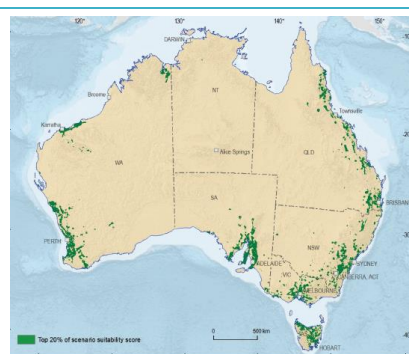 120°
130°
140°
150°
DARWIN
Broome
NT
Townsville
Karratha
Alice Springs
QLD
WA
SA
BRISBANE
NSW
PERTH
ADELAIDE
SYDNEY
CANBERRA, ACT
VIC
MELBOURNE
HOBART
Top 20% of scenario suitability score
0 500 km